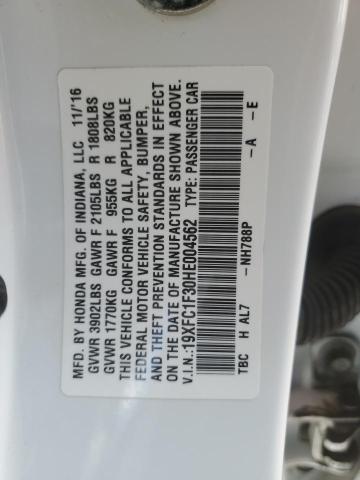 MFD. BY HONDA MFG. OF INDIANA, LLC 11/'16
GVWR 3902LBS GAWR F 2105LBS R 1808LBS
GVWR 1770KG GAWR F 955KG R 820KG
THIS VEHICLE CONFORMS TO ALL APPLICABLE
FEDERAL MOTOR VEHICLE SAFETY, BUMPER,
AND THEFT PREVENTION STANDARDS IN EFFECT
ON THE DATE OF MANUFACTURE SHOWN ABOVE.
V.I.N.:19XFC1F30HE004562 TYPE: PASSENGER CAR
-NH788P -A -E
TBC H AL7